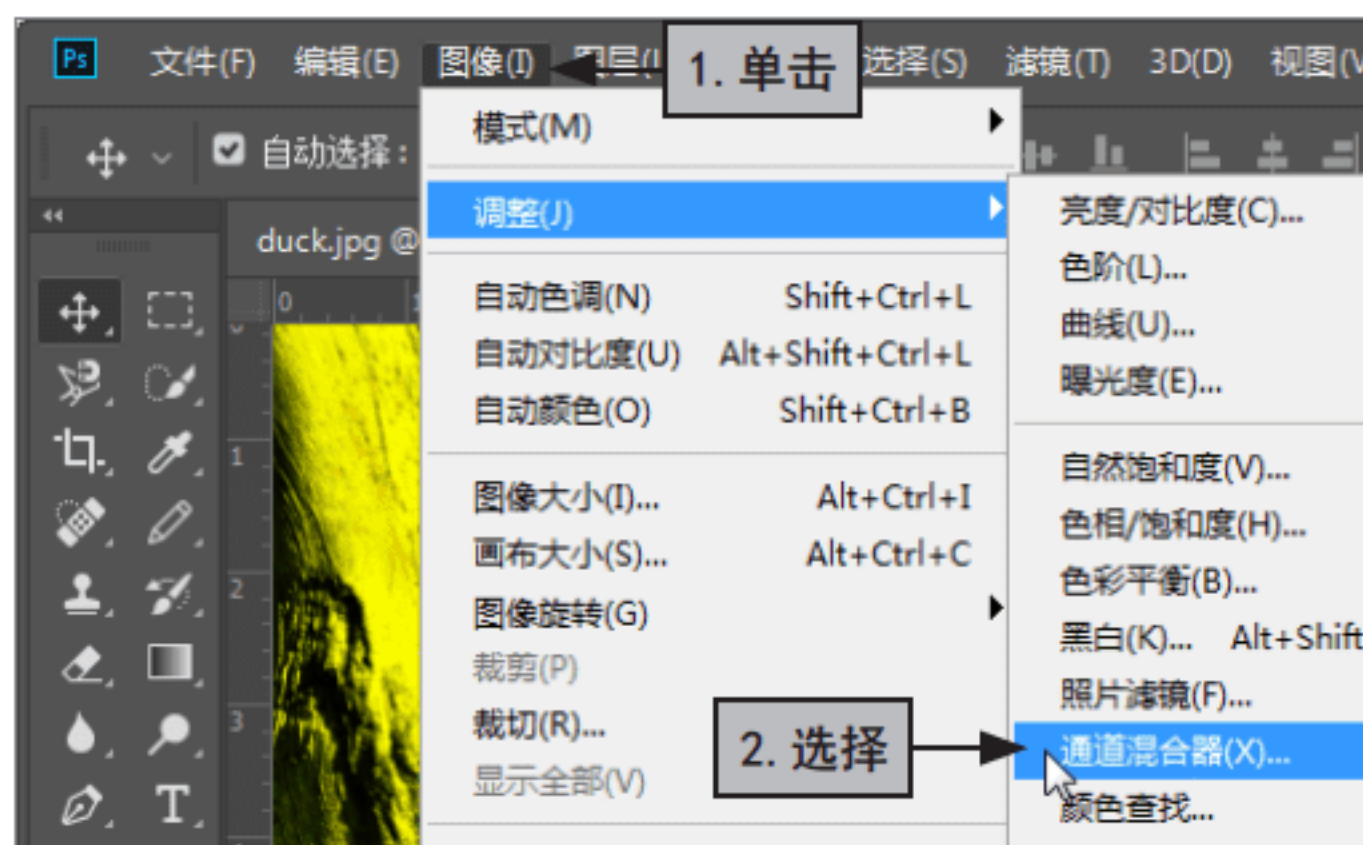 Ps 文件(F) 编辑(E) 图像(I) 1. 单击 选择(S) 滤镜(T) 3D(D) 视图(V
自动选择：
duck.jpg @
模式(M)
调整(J)
自动色调(N) Shift+Ctrl+L
自动对比度(U) Alt+Shift+Ctrl+L
自动颜色(O) Shift+Ctrl+B
图像大小(I)... Alt+Ctrl+I
画布大小(S)... Alt+Ctrl+C
图像旋转(G)
裁剪(P)
裁切(R)...
显示全部(V)
亮度/对比度(C)...
色阶(L)...
曲线(U)...
曝光度(E)...
自然饱和度(V)...
色相/饱和度(H)...
色彩平衡(B)...
黑白(K)... Alt+Shift
照片滤镜(F)...
2. 选择
通道混合器(X)...
颜色查找...
0
1
2
3
T